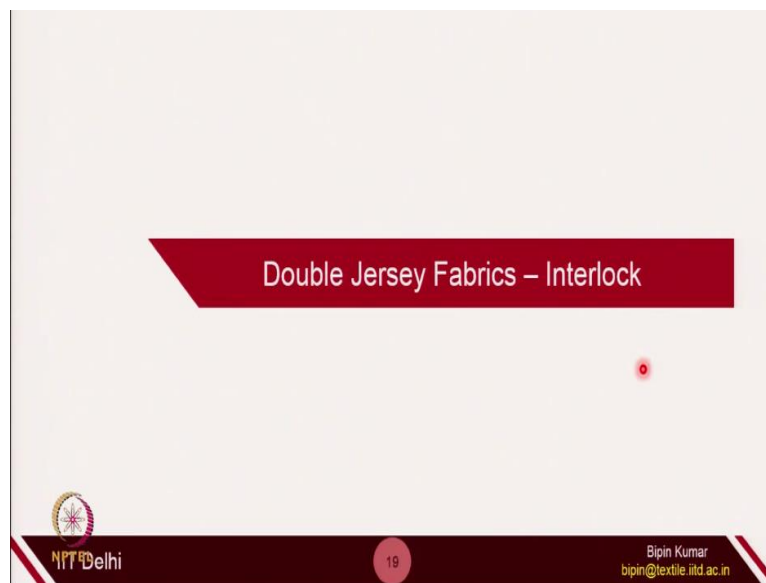 Double Jersey Fabrics – Interlock
NPTEL
IIT Delhi
19
Bipin Kumar
bipin@textile.iitd.ac.in